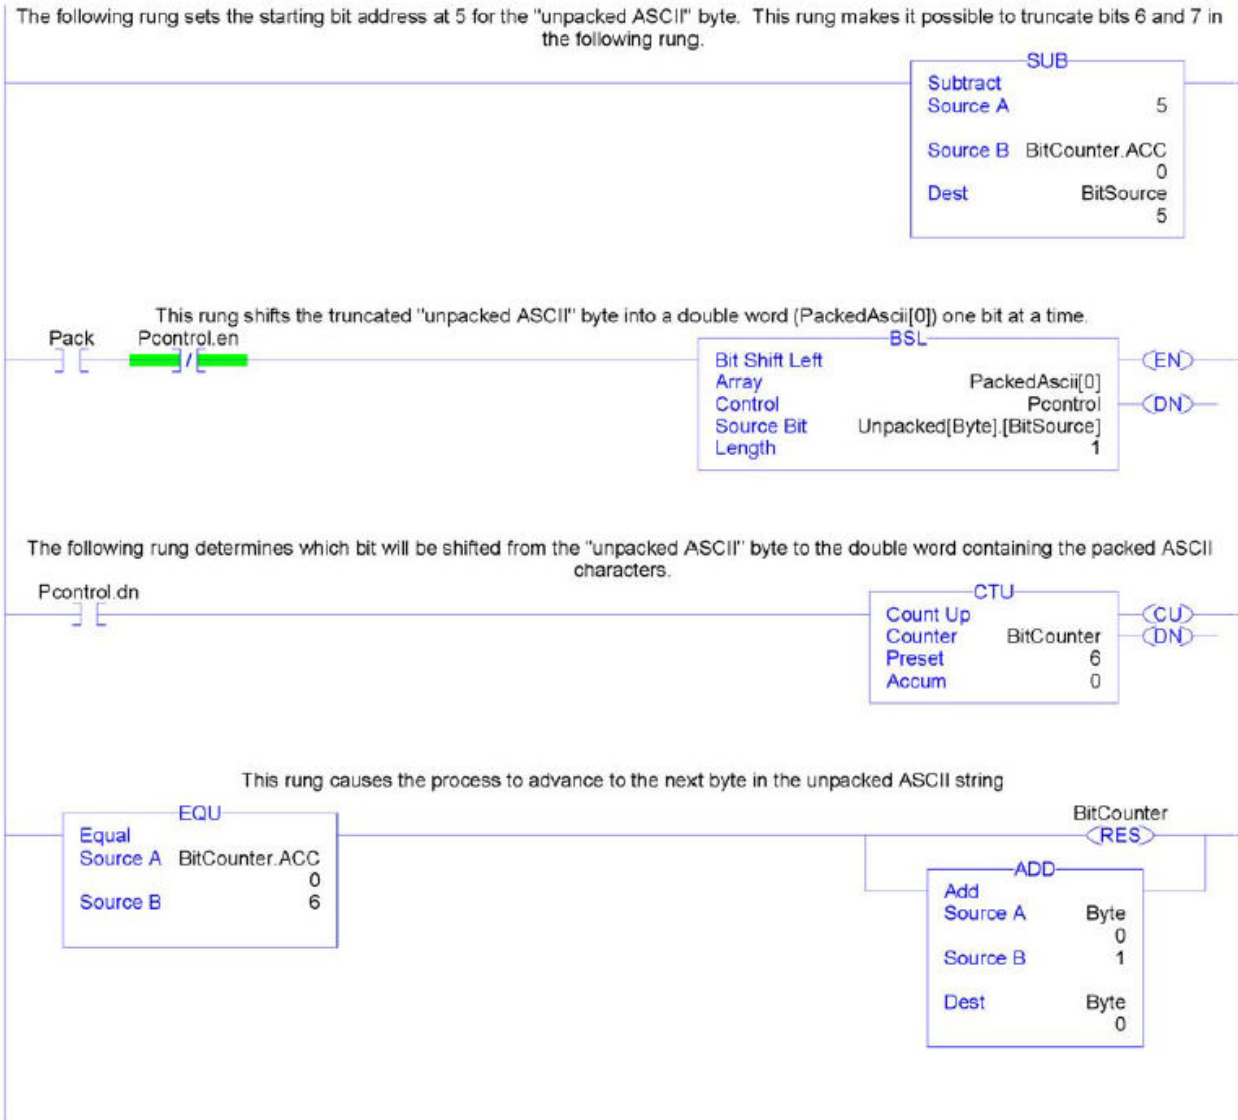 The following rung sets the starting bit address at 5 for the "unpacked ASCII" byte. This rung makes it possible to truncate bits 6 and 7 in
the following rung.
SUB
Subtract
Source A 5
Source B BitCounter.ACC
0
Dest BitSource
5
This rung shifts the truncated "unpacked ASCII" byte into a double word (PackedAscii[0]) one bit at a time.
Pack Pcontrol.en
BSL
Bit Shift Left EN
Array PackedAscii[0]
Control Pcontrol DN
Source Bit Unpacked[Byte].[BitSource]
Length 1
The following rung determines which bit will be shifted from the "unpacked ASCII" byte to the double word containing the packed ASCII
characters.
Pcontrol.dn
CTU
Count Up CU
Counter BitCounter DN
Preset 6
Accum 0
This rung causes the process to advance to the next byte in the unpacked ASCII string
EQU
Equal
Source A BitCounter.ACC
0
Source B 6
BitCounter
RES
ADD
Add
Source A Byte
0
Source B 1
Dest Byte
0